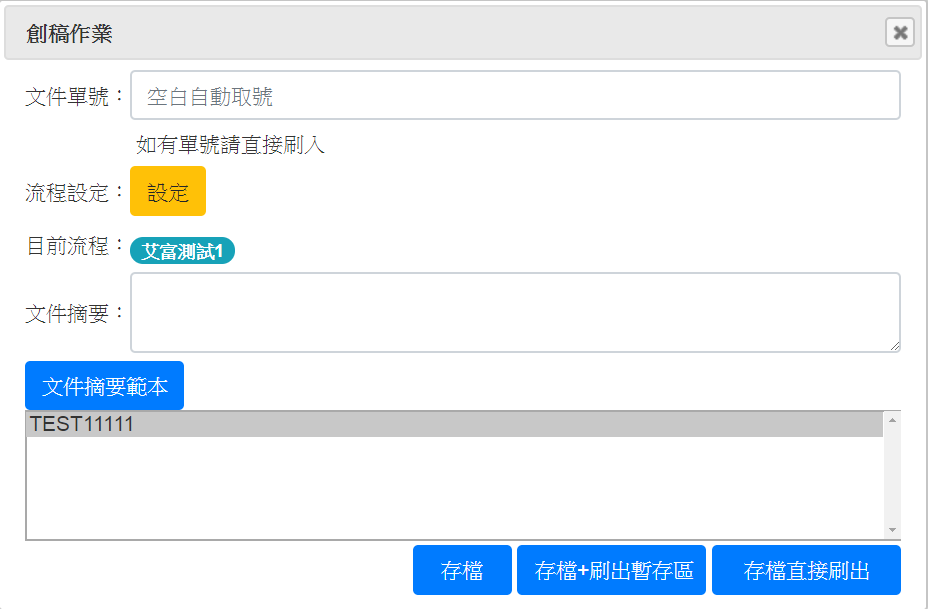 創稿作業
文件單號：
空白自動取號
如有單號請直接刷入
流程設定：
設定
目前流程：
艾富測試1
文件摘要：
文件摘要範本
TEST11111
存檔
存檔+刷出暫存區
存檔直接刷出